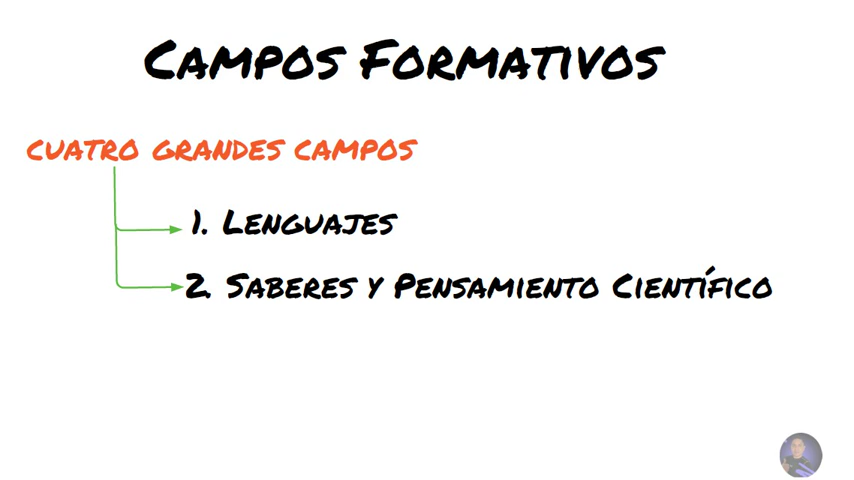 Campos Formativos
cuatro grandes campos
1. Lenguajes
2. Saberes y Pensamiento Científico